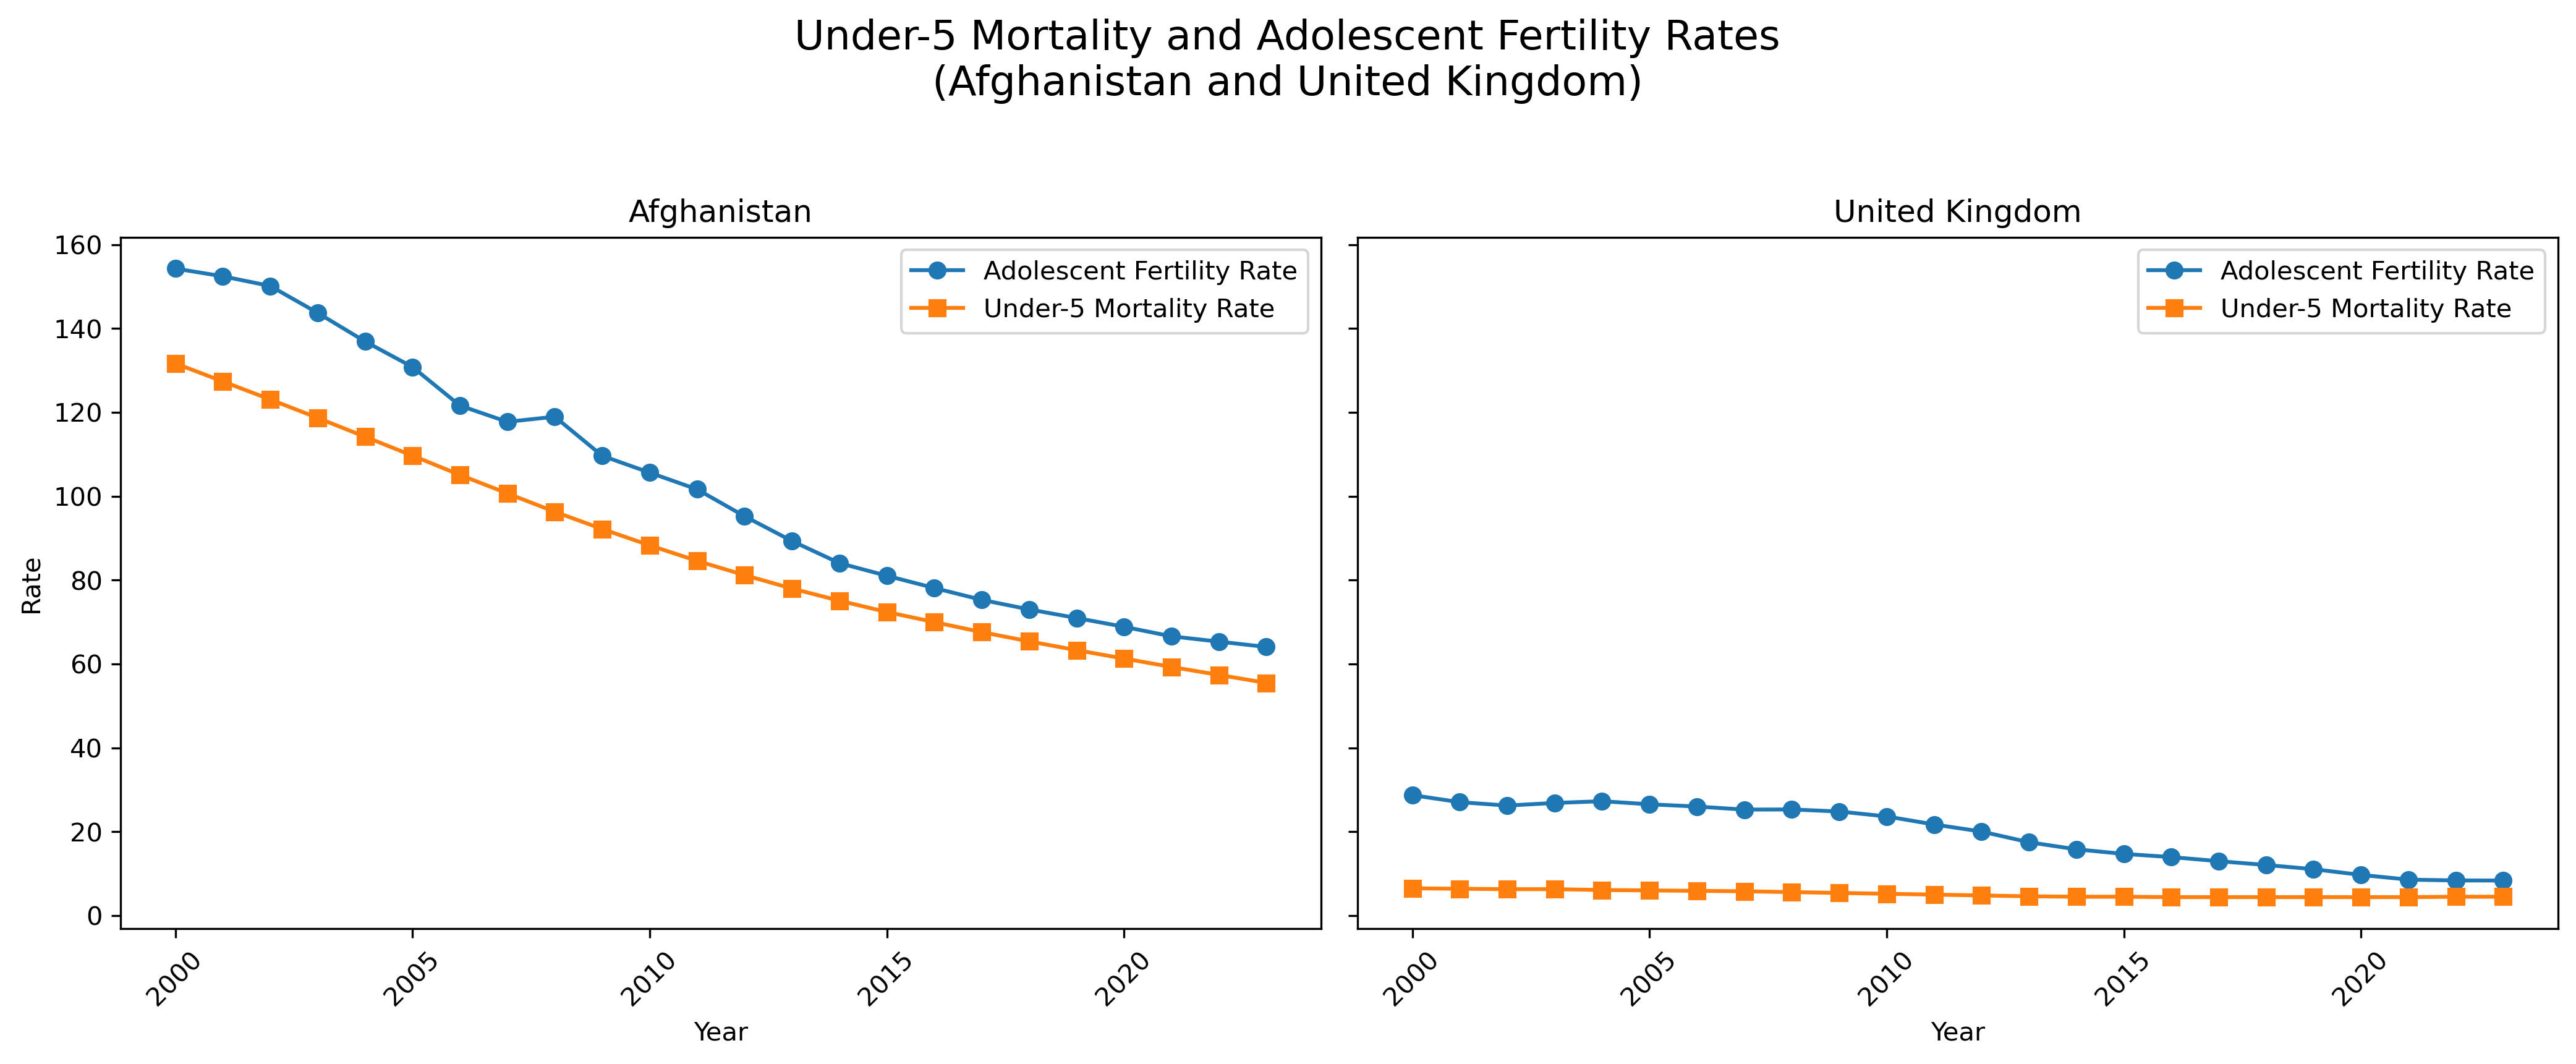 Under-5 Mortality and Adolescent Fertility Rates
(Afghanistan and United Kingdom)
Afghanistan
Adolescent Fertility Rate
Under-5 Mortality Rate
Rate
160
140
120
100
80
60
40
20
0
2000
2005
2010
2015
2020
Year
United Kingdom
Adolescent Fertility Rate
Under-5 Mortality Rate
2000
2005
2010
2015
2020
Year